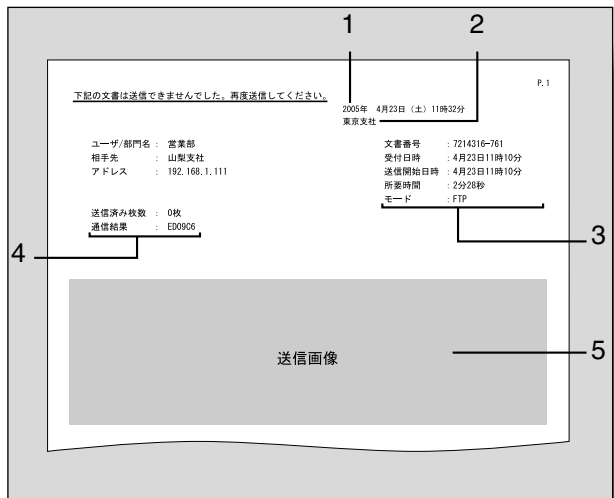 1
2
P. 1
下記の文書は送信できませんでした。再度送信してください。
2005年 4月23日（土）11時32分
東京支社
ユーザ/部門名 : 営業部
相手先 : 山梨支社
アドレス : 192.168.1.111
文書番号 : 7214316-761
受付日時 : 4月23日11時10分
送信開始日時 : 4月23日11時10分
所要時間 : 2分28秒
モード : FTP
送信済み枚数 : 0枚
通信結果 : ED09C6
4
3
送信画像
5